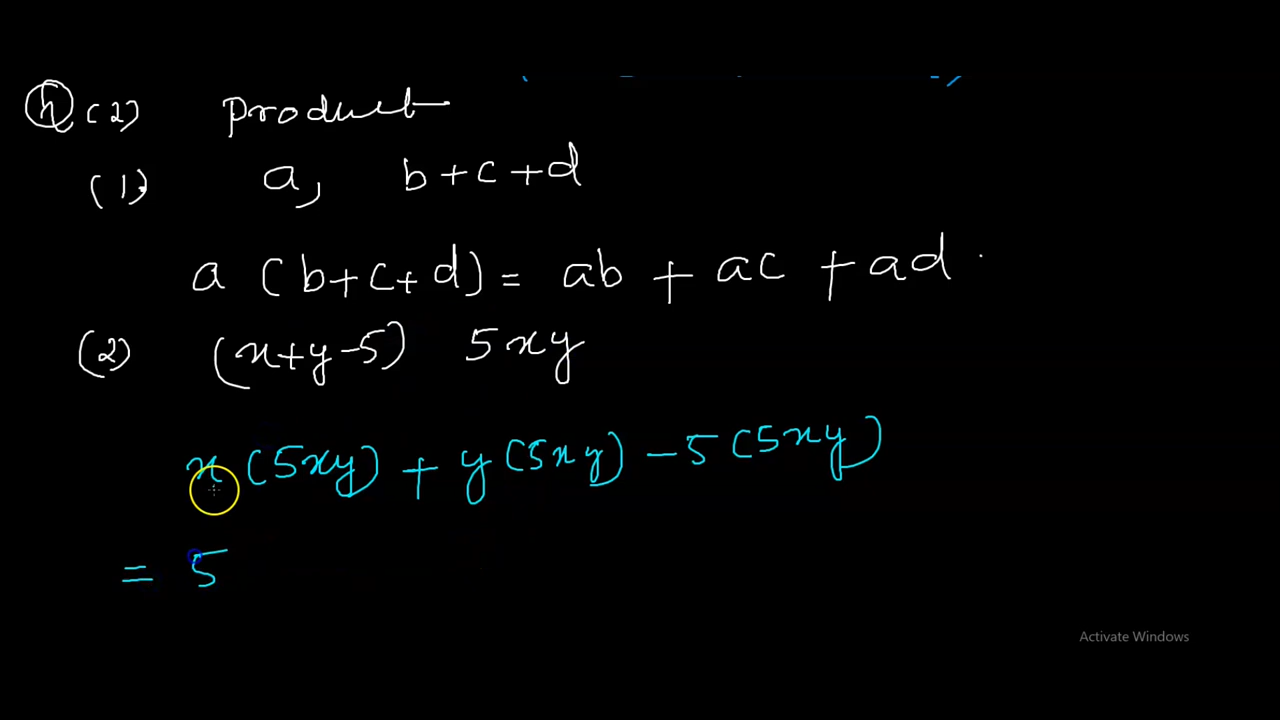 h (2) product
(1) a, b+c+d
a (b+c+d) = ab + ac + ad .
(2) (x+y-5) 5xy
x (5xy) + y (5xy) - 5 (5xy)
= 5
Activate Windows